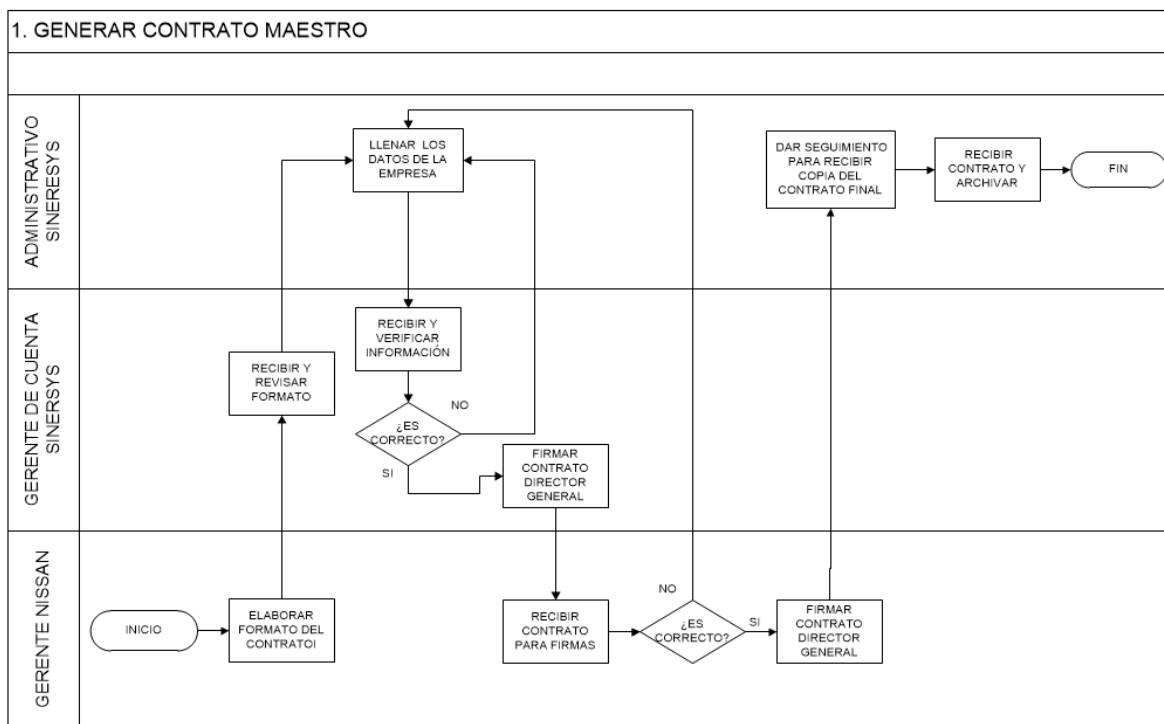 1. GENERAR CONTRATO MAESTRO
ADMINISTRATIVO
SINERESYS
LLENAR LOS
DATOS DE LA
EMPRESA
DAR SEGUIMIENTO
PARA RECIBIR
COPIA DEL
CONTRATO FINAL
RECIBIR
CONTRATO Y
ARCHIVAR
FIN
GERENTE DE CUENTA
SINERSYS
RECIBIR Y
REVISAR
FORMATO
RECIBIR Y
VERIFICAR
INFORMACIÓN
¿ES
CORRECTO?
NO
SI
FIRMAR
CONTRATO
DIRECTOR
GENERAL
GERENTE NISSAN
INICIO
ELABORAR
FORMATO DEL
CONTRATOI
RECIBIR
CONTRATO
PARA FIRMAS
¿ES
CORRECTO?
NO
SI
FIRMAR
CONTRATO
DIRECTOR
GENERAL